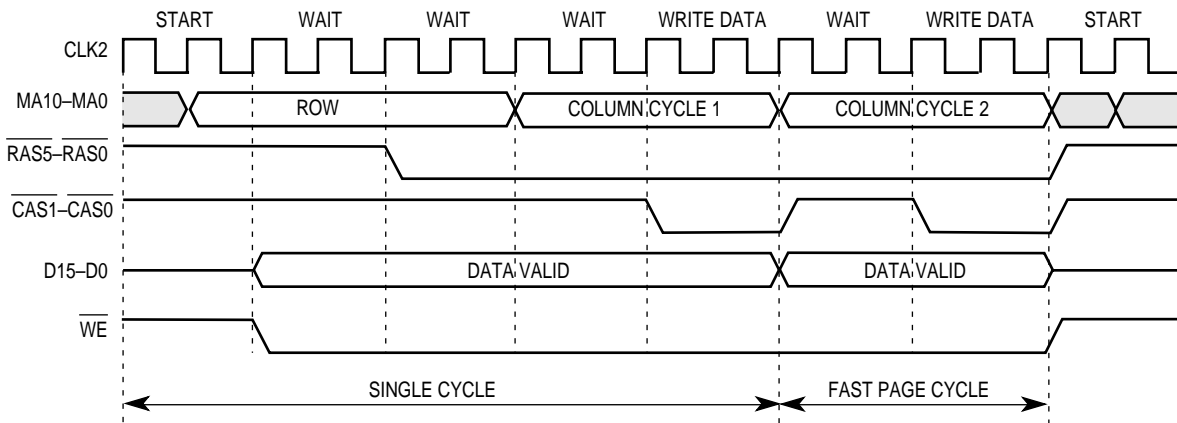 START WAIT WAIT WAIT WRITE DATA WAIT WRITE DATA START
CLK2
MA10–MA0 ROW COLUMN CYCLE 1 COLUMN CYCLE 2
RAS5–RAS0
CAS1–CAS0
D15–D0 DATA VALID DATA VALID
WE
SINGLE CYCLE FAST PAGE CYCLE